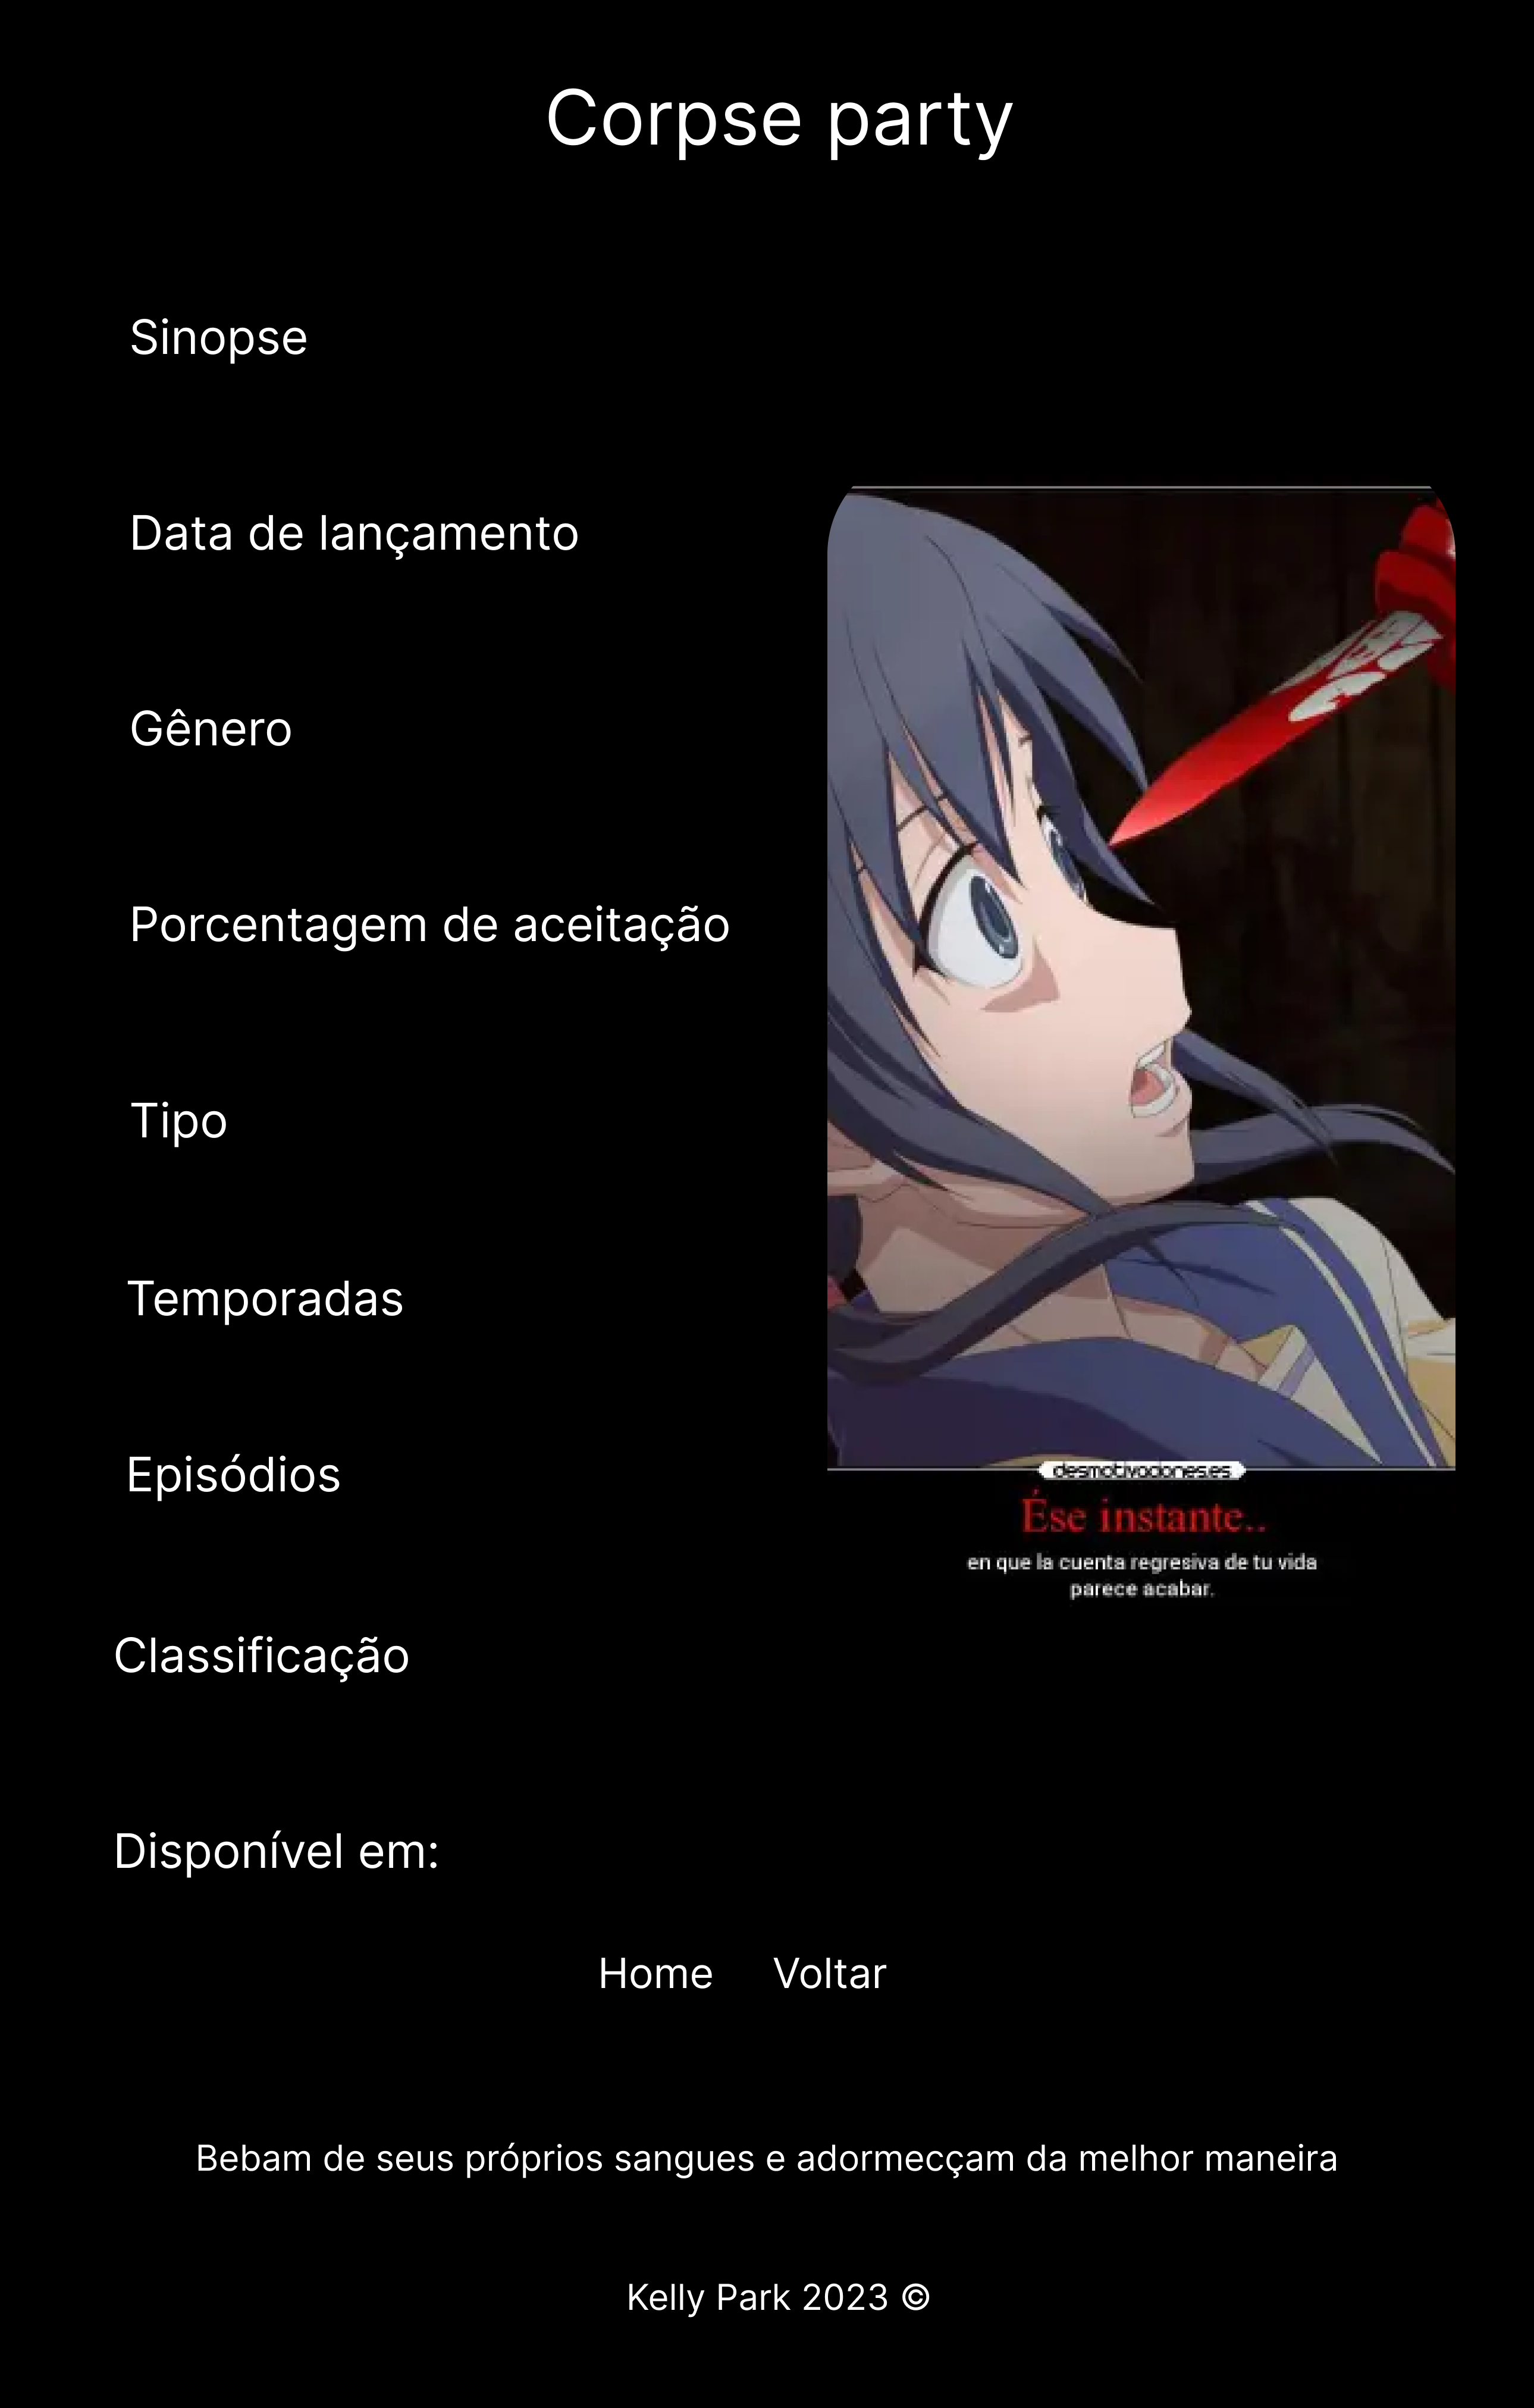 Corpse party
Sinopse
Data de lançamento
Gênero
Porcentagem de aceitação
Tipo
Temporadas
Episódios
Classificação
desmotivaciones.es
Ése instante..
en que la cuenta regresiva de tu vida
parece acabar.
Disponível em:
Home Voltar
Bebam de seus próprios sangues e adormecçam da melhor maneira
Kelly Park 2023 ©